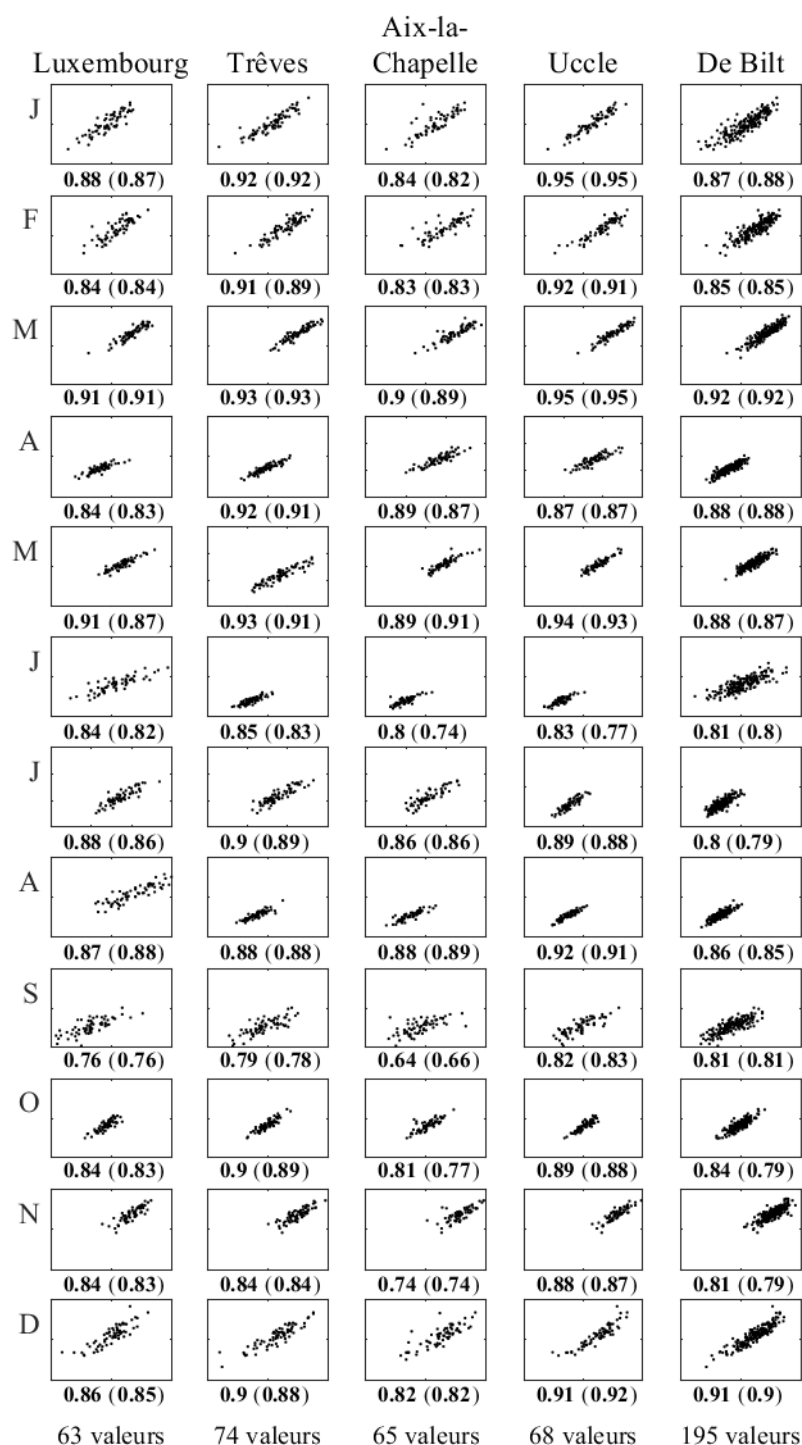 Aix-la-
Luxembourg Trêves Chapelle Uccle De Bilt
J
0.88 (0.87) 0.92 (0.92) 0.84 (0.82) 0.95 (0.95) 0.87 (0.88)
F
0.84 (0.84) 0.91 (0.89) 0.83 (0.83) 0.92 (0.91) 0.85 (0.85)
M
0.91 (0.91) 0.93 (0.93) 0.9 (0.89) 0.95 (0.95) 0.92 (0.92)
A
0.84 (0.83) 0.92 (0.91) 0.89 (0.87) 0.87 (0.87) 0.88 (0.88)
M
0.91 (0.87) 0.93 (0.91) 0.89 (0.91) 0.94 (0.93) 0.88 (0.87)
J
0.84 (0.82) 0.85 (0.83) 0.8 (0.74) 0.83 (0.77) 0.81 (0.8)
J
0.88 (0.86) 0.9 (0.89) 0.86 (0.86) 0.89 (0.88) 0.8 (0.79)
A
0.87 (0.88) 0.88 (0.88) 0.88 (0.89) 0.92 (0.91) 0.86 (0.85)
S
0.76 (0.76) 0.79 (0.78) 0.64 (0.66) 0.82 (0.83) 0.81 (0.81)
O
0.84 (0.83) 0.9 (0.89) 0.81 (0.77) 0.89 (0.88) 0.84 (0.79)
N
0.84 (0.83) 0.84 (0.84) 0.74 (0.74) 0.88 (0.87) 0.81 (0.79)
D
0.86 (0.85) 0.9 (0.88) 0.82 (0.82) 0.91 (0.92) 0.91 (0.9)
63 valeurs 74 valeurs 65 valeurs 68 valeurs 195 valeurs